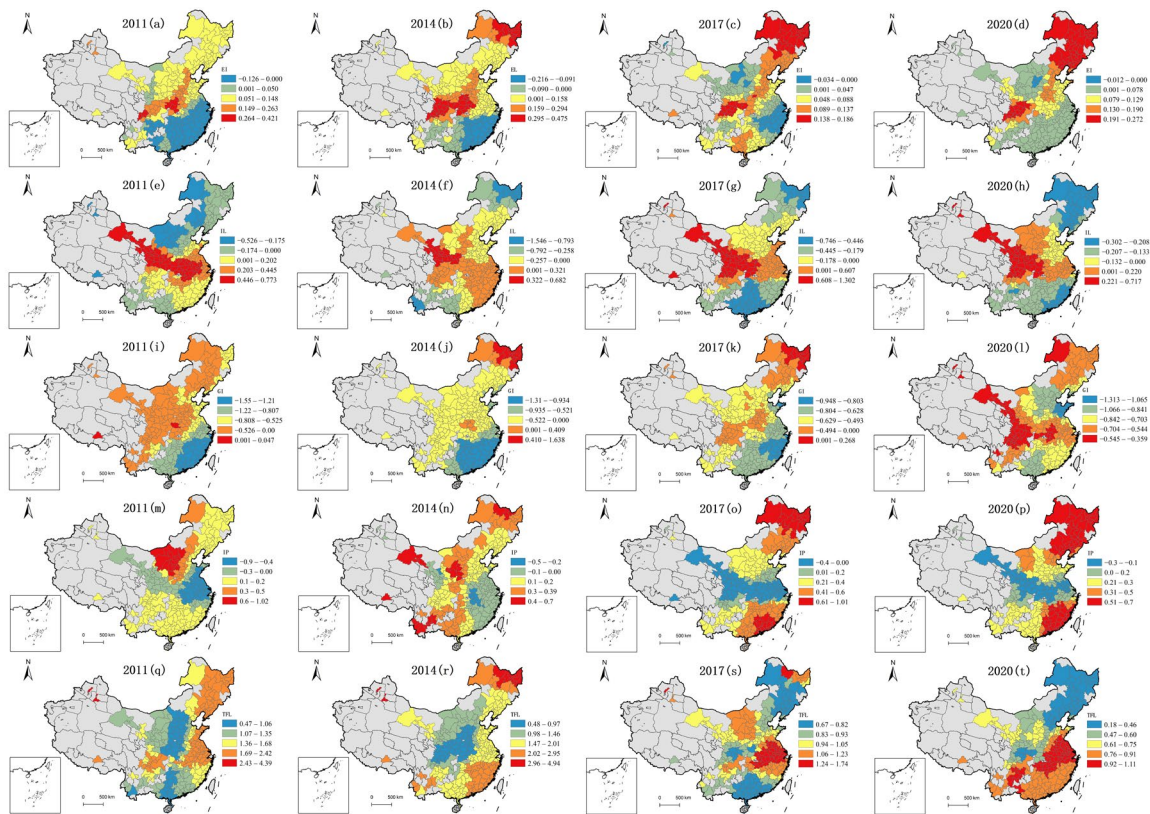 N
2011(a)
EI
−0.126 – 0.000
0.001 – 0.050
0.051 – 0.148
0.149 – 0.263
0.264 – 0.421
0 500 km
N
2014(b)
EI
−0.216 – −0.091
−0.090 – 0.000
0.001 – 0.158
0.159 – 0.294
0.295 – 0.475
0 500 km
N
2017(c)
EI
−0.034 – 0.000
0.001 – 0.047
0.048 – 0.088
0.089 – 0.137
0.138 – 0.186
0 500 km
N
2020(d)
EI
−0.012 – 0.000
0.001 – 0.078
0.079 – 0.129
0.130 – 0.190
0.191 – 0.272
0 500 km
N
2011(e)
IL
−0.526 – −0.175
−0.174 – 0.000
0.001 – 0.202
0.203 – 0.445
0.446 – 0.773
0 500 km
N
2014(f)
IL
−1.546 – −0.793
−0.792 – −0.258
−0.257 – 0.000
0.001 – 0.321
0.322 – 0.682
0 500 km
N
2017(g)
IL
−0.746 – −0.446
−0.445 – −0.179
−0.178 – 0.000
0.001 – 0.607
0.608 – 1.302
0 500 km
N
2020(h)
IL
−0.302 – −0.208
−0.207 – −0.133
−0.132 – 0.000
0.001 – 0.220
0.221 – 0.717
0 500 km
N
2011(i)
GI
−1.55 – −1.21
−1.22 – −0.807
−0.808 – −0.525
−0.526 – 0.00
0.001 – 0.047
0 500 km
N
2014(j)
GI
−1.31 – −0.934
−0.935 – −0.521
−0.522 – 0.000
0.001 – 0.409
0.410 – 1.638
0 500 km
N
2017(k)
GI
−0.948 – −0.803
−0.804 – −0.628
−0.629 – −0.493
−0.494 – 0.000
0.001 – 0.268
0 500 km
N
2020(l)
GI
−1.313 – −1.065
−1.066 – −0.841
−0.842 – −0.703
−0.704 – −0.544
−0.545 – −0.359
0 500 km
N
2011(m)
IP
−0.9 – −0.4
−0.3 – 0.00
0.1 – 0.2
0.3 – 0.5
0.6 – 1.02
0 500 km
N
2014(n)
IP
−0.5 – −0.2
−0.1 – 0.00
0.1 – 0.2
0.3 – 0.39
0.4 – 0.7
0 500 km
N
2017(o)
IP
−0.4 – 0.00
0.01 – 0.2
0.21 – 0.4
0.41 – 0.6
0.61 – 1.01
0 500 km
N
2020(p)
IP
−0.3 – −0.1
0.0 – 0.2
0.21 – 0.3
0.31 – 0.5
0.51 – 0.7
0 500 km
N
2011(q)
TFL
0.47 – 1.06
1.07 – 1.35
1.36 – 1.68
1.69 – 2.42
2.43 – 4.39
0 500 km
N
2014(r)
TFL
0.48 – 0.97
0.98 – 1.46
1.47 – 2.01
2.02 – 2.95
2.96 – 4.94
0 500 km
N
2017(s)
TFL
0.67 – 0.82
0.83 – 0.93
0.94 – 1.05
1.06 – 1.23
1.24 – 1.74
0 500 km
N
2020(t)
TFL
0.18 – 0.46
0.47 – 0.60
0.61 – 0.75
0.76 – 0.91
0.92 – 1.11
0 500 km